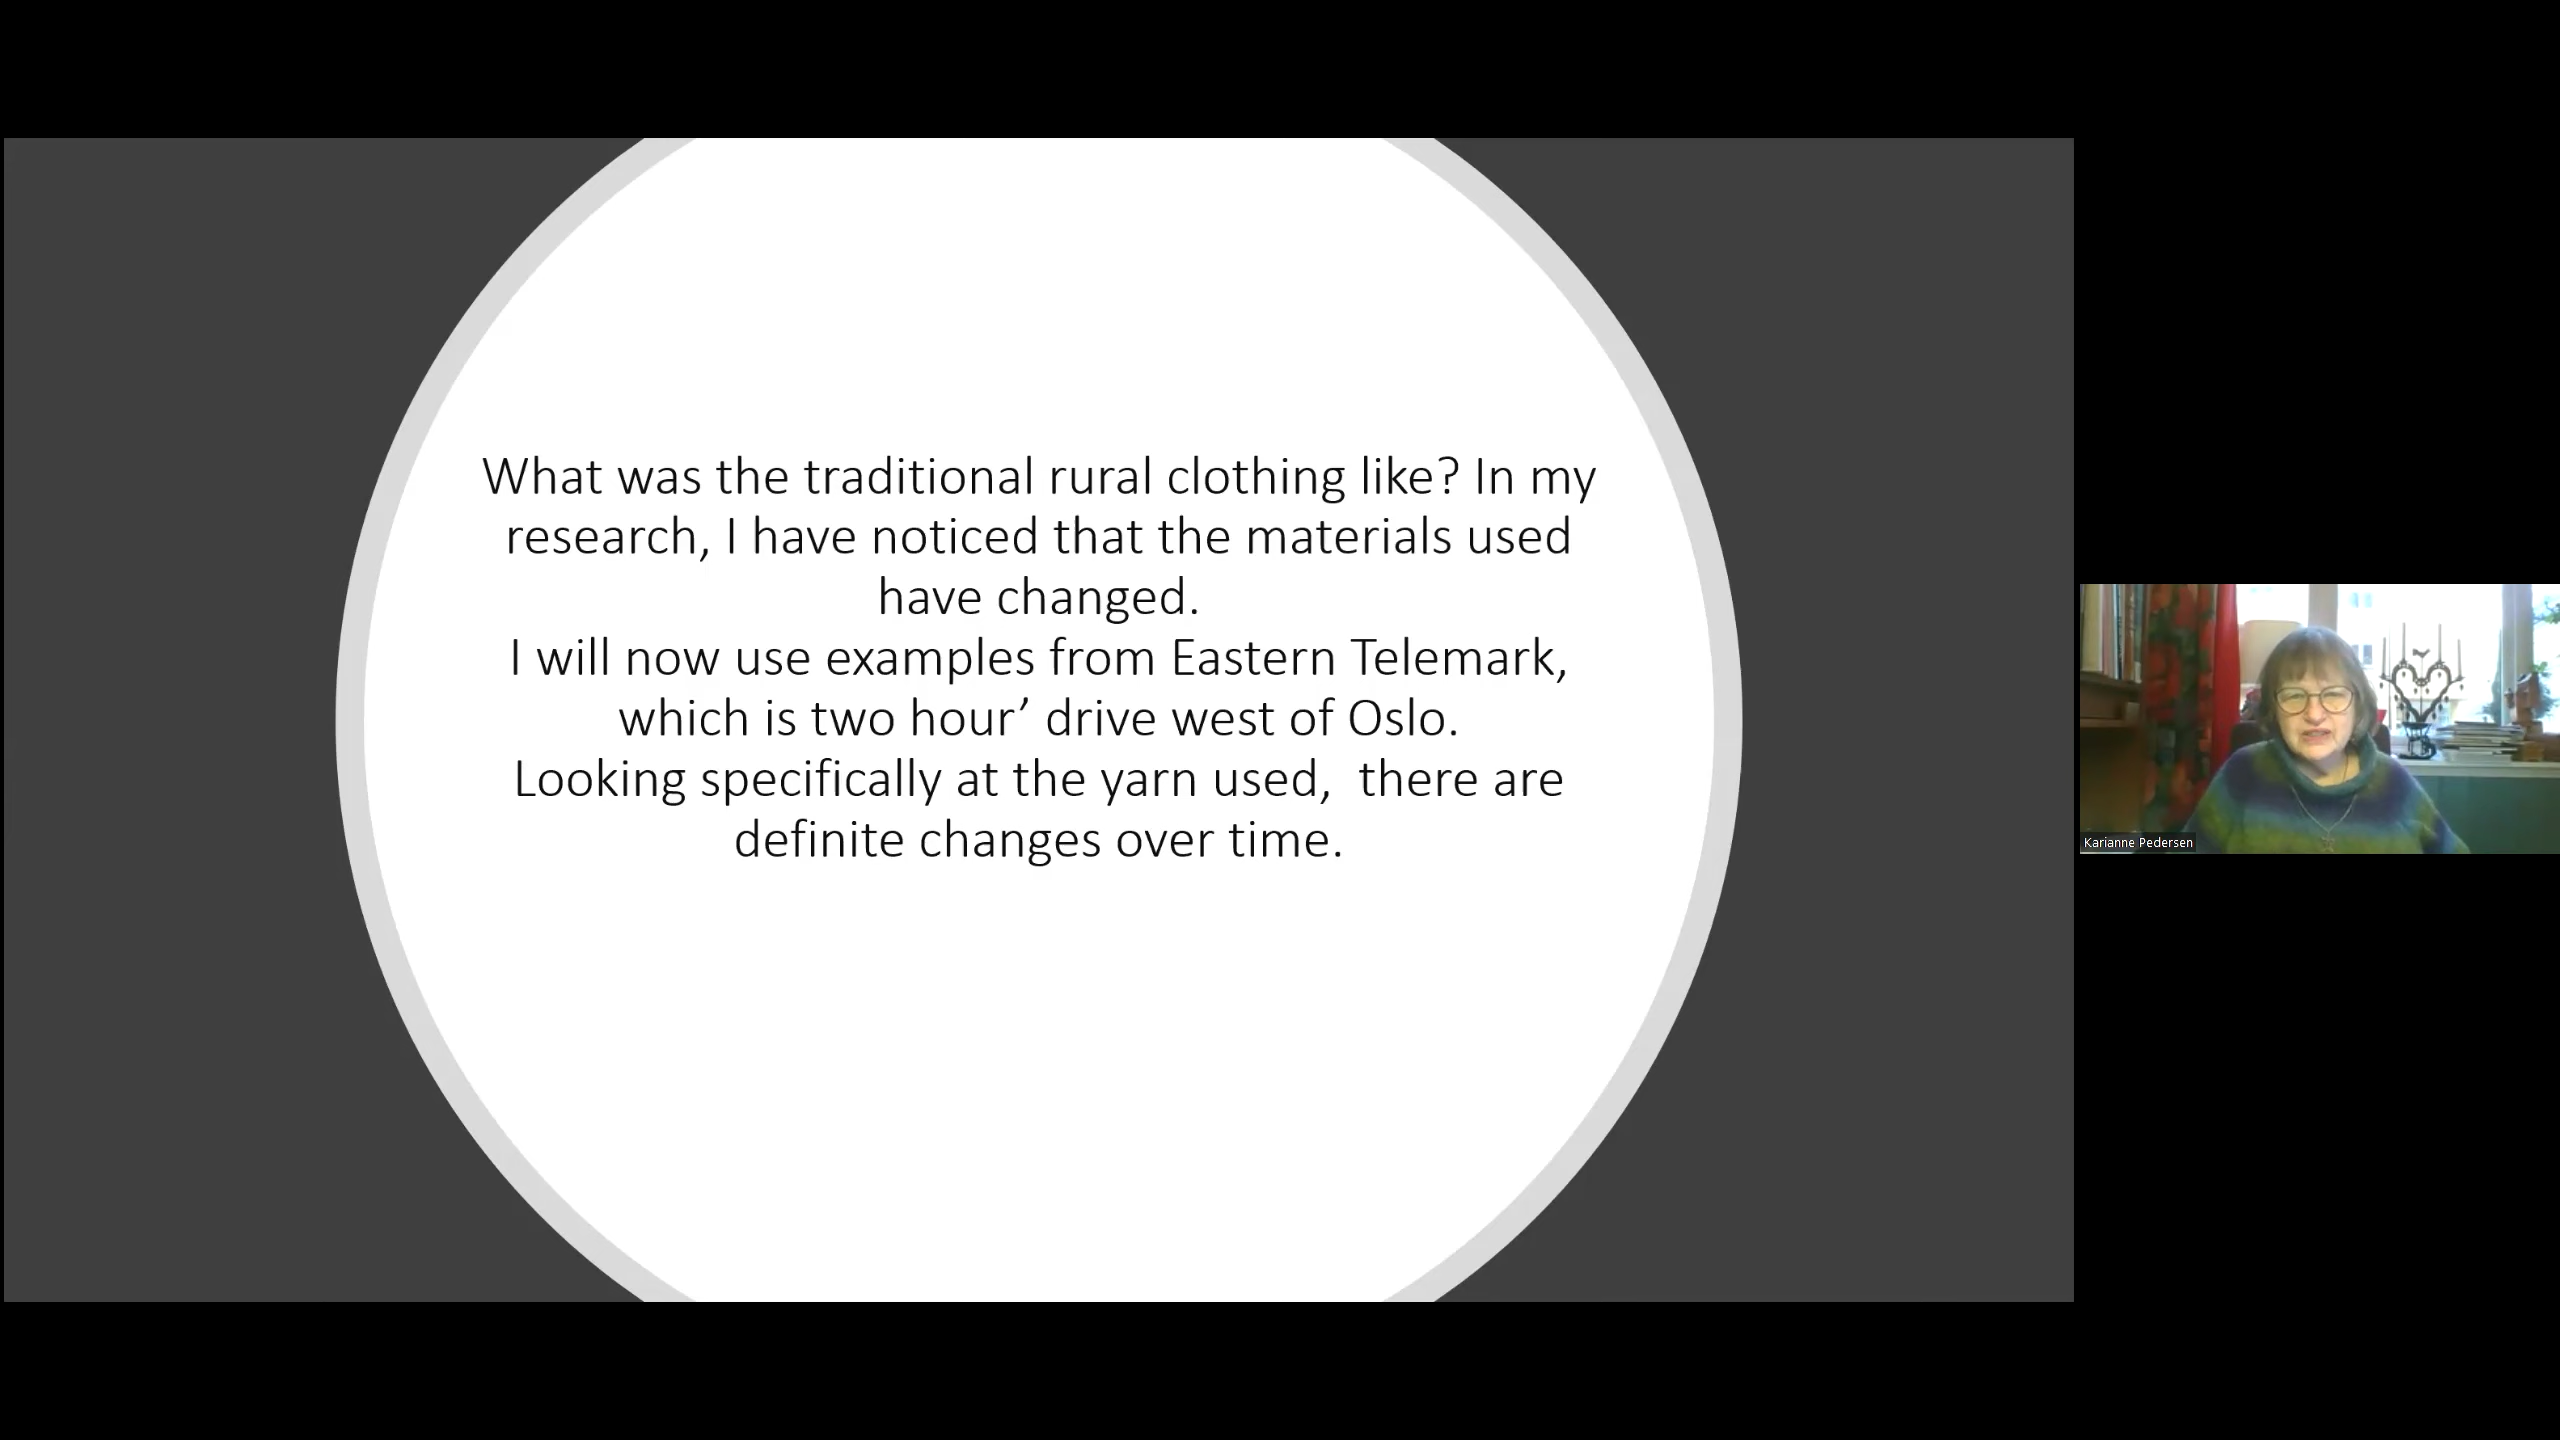 What was the traditional rural clothing like? In my
research, I have noticed that the materials used
have changed.
I will now use examples from Eastern Telemark,
which is two hour’ drive west of Oslo.
Looking specifically at the yarn used,  there are
definite changes over time.
Karianne Pedersen